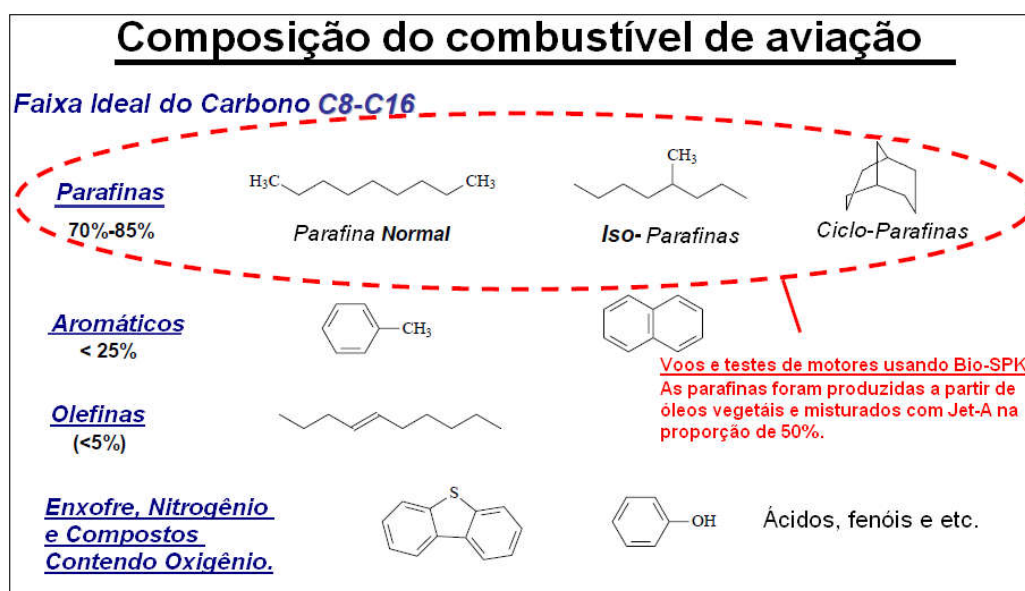 Composição do combustível de aviação
Faixa Ideal do Carbono C8-C16
Parafinas
70%-85%
H₃C
CH₃
Parafina Normal
CH₃
Iso- Parafinas
Ciclo-Parafinas
Aromáticos
< 25%
CH₃
Voos e testes de motores usando Bio-SPK
As parafinas foram produzidas a partir de
óleos vegetáis e misturados com Jet-A na
proporção de 50%.
Olefinas
(<5%)
Enxofre, Nitrogênio
e Compostos
Contendo Oxigênio.
S
OH
Ácidos, fenóis e etc.